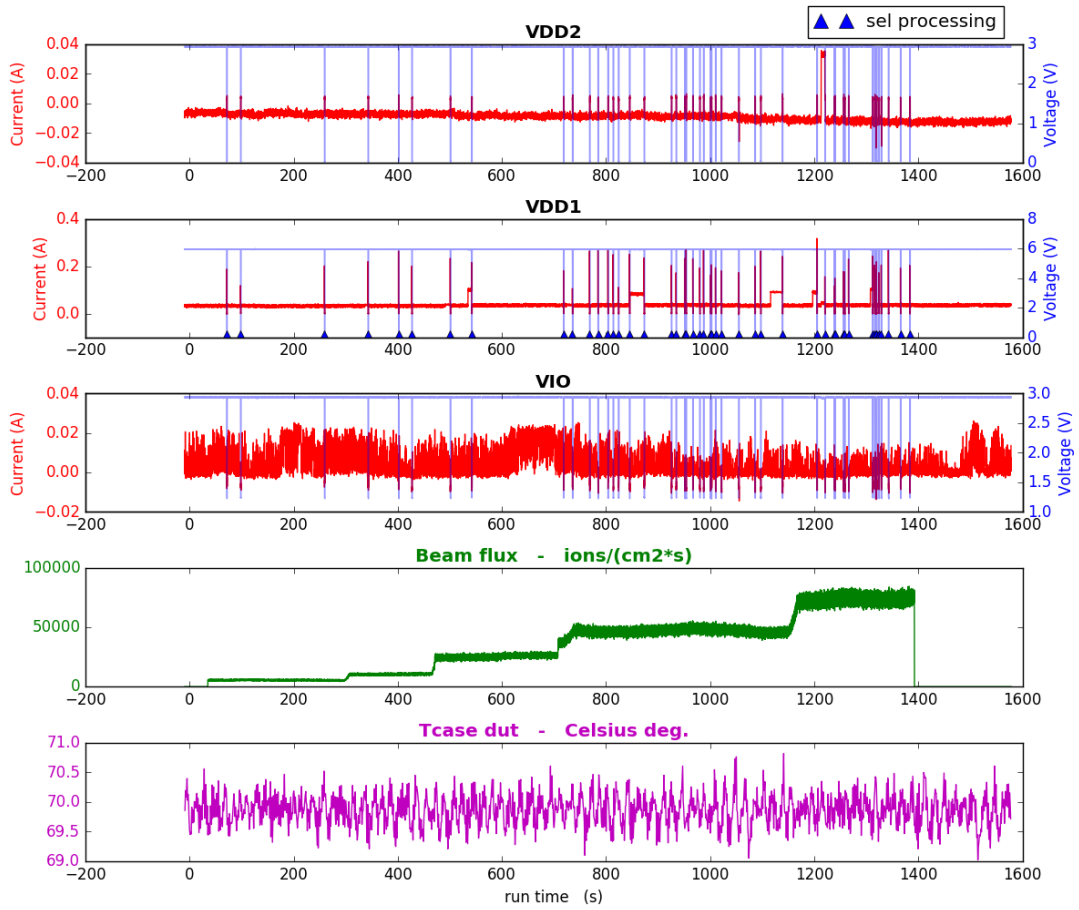 ▲ ▲ sel processing
VDD2
0.04
0.02
0.00
−0.02
−0.04
Current (A)
3
2
1
0
Voltage (V)
−200 0 200 400 600 800 1000 1200 1400 1600
VDD1
0.4
0.2
0.0
Current (A)
8
7
6
5
4
3
2
1
0
Voltage (V)
−200 0 200 400 600 800 1000 1200 1400 1600
VIO
0.04
0.02
0.00
−0.02
Current (A)
3.0
2.5
2.0
1.5
1.0
Voltage (V)
−200 0 200 400 600 800 1000 1200 1400 1600
Beam flux - ions/(cm2*s)
100000
50000
0
−200 0 200 400 600 800 1000 1200 1400 1600
Tcase dut - Celsius deg.
71.0
70.5
70.0
69.5
69.0
−200 0 200 400 600 800 1000 1200 1400 1600
run time (s)